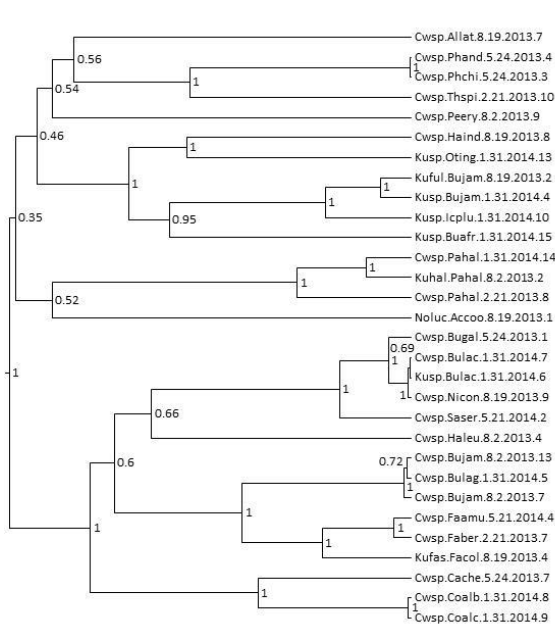 Cwsp.Allat.8.19.2013.7
0.56
Cwsp.Phand.5.24.2013.4
1
Cwsp.Phchi.5.24.2013.3
1
0.54
Cwsp.Thspi.2.21.2013.10
Cwsp.Peery.8.2.2013.9
0.46
Cwsp.Haind.8.19.2013.8
1
Kusp.Oting.1.31.2014.13
Kuful.Bujam.8.19.2013.2
1
1
Kusp.Bujam.1.31.2014.4
1
Kusp.Icplu.1.31.2014.10
0.95
0.35
Kusp.Buafr.1.31.2014.15
Cwsp.Pahal.1.31.2014.14
1
Kuhal.Pahal.8.2.2013.2
1
Cwsp.Pahal.2.21.2013.8
0.52
Noluc.Accoo.8.19.2013.1
Cwsp.Bugal.5.24.2013.1
0.69
Cwsp.Bulac.1.31.2014.7
1
1
Kusp.Bulac.1.31.2014.6
1
1
Cwsp.Nicon.8.19.2013.9
0.66
Cwsp.Saser.5.21.2014.2
Cwsp.Haleu.8.2.2013.4
0.6
0.72
Cwsp.Bujam.8.2.2013.13
Cwsp.Bulag.1.31.2014.5
1
Cwsp.Bujam.8.2.2013.7
1
Cwsp.Faamu.5.21.2014.4
1
1
Cwsp.Faber.2.21.2013.7
1
Kufas.Facol.8.19.2013.4
Cwsp.Cache.5.24.2013.7
1
Cwsp.Coalb.1.31.2014.8
1
Cwsp.Coalc.1.31.2014.9